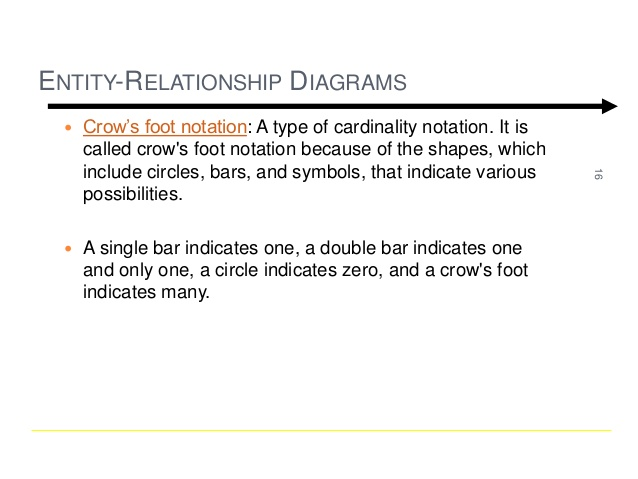 ENTITY-RELATIONSHIP DIAGRAMS
• Crow’s foot notation: A type of cardinality notation. It is
called crow's foot notation because of the shapes, which
include circles, bars, and symbols, that indicate various
possibilities.
• A single bar indicates one, a double bar indicates one
and only one, a circle indicates zero, and a crow's foot
indicates many.
16